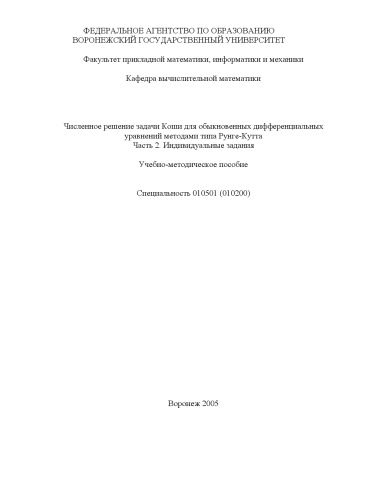 ФЕДЕРАЛЬНОЕ АГЕНТСТВО ПО ОБРАЗОВАНИЮ
ВОРОНЕЖСКИЙ ГОСУДАРСТВЕННЫЙ УНИВЕРСИТЕТ
Факультет прикладной математики, информатики и механики
Кафедра вычислительной математики
Численное решение задачи Коши для обыкновенных дифференциальных
уравнений методами типа Рунге-Кутта
Часть 2. Индивидуальные задания
Учебно-методическое пособие
Специальность 010501 (010200)
Воронеж 2005